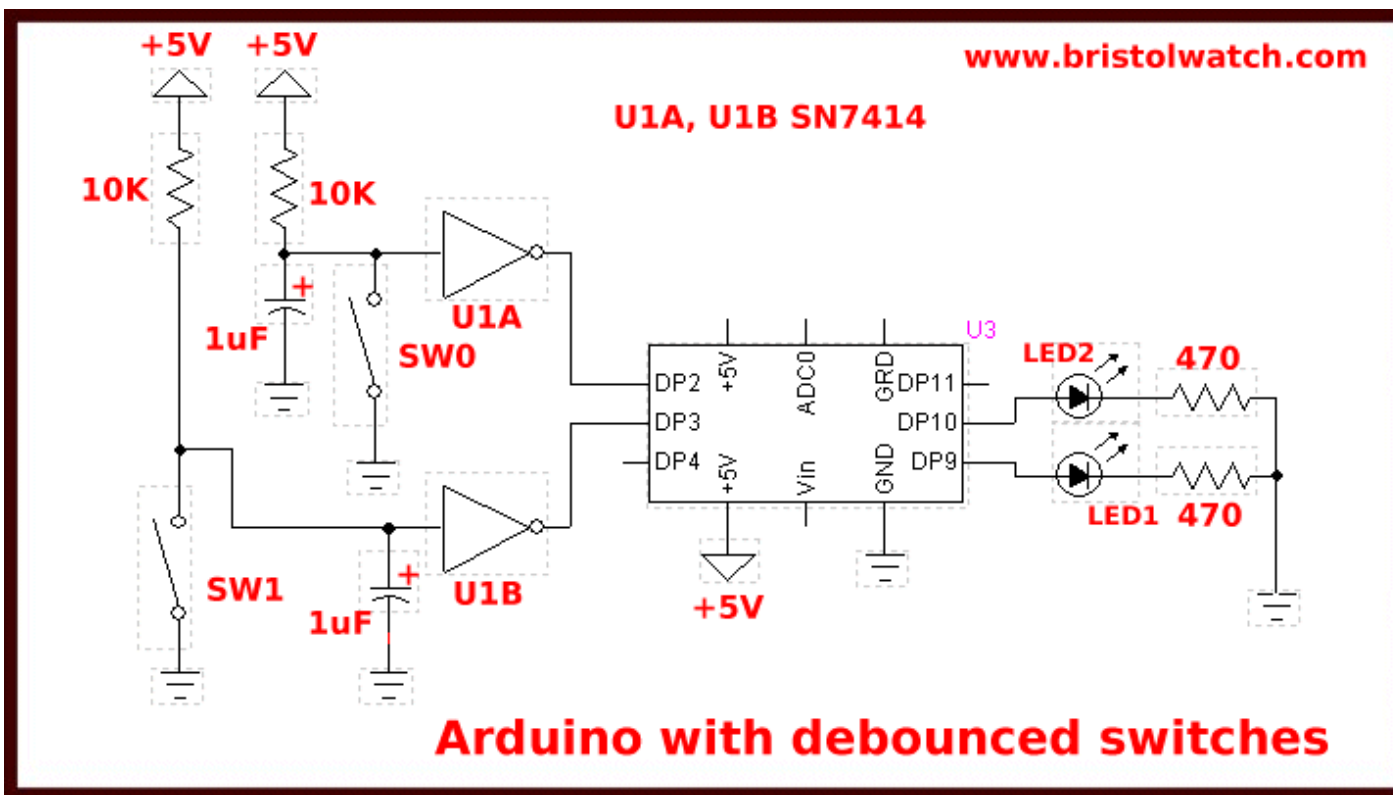 +5V +5V
www.bristolwatch.com
U1A, U1B SN7414
10K
10K
+
1uF
U1A
SW0
U3
DP2
+5V
ADC0
GRD
DP11
DP3
DP10
DP4
+5V
Vin
GND
DP9
LED2
470
LED1
470
SW1
+
1uF
U1B
+5V
Arduino with debounced switches